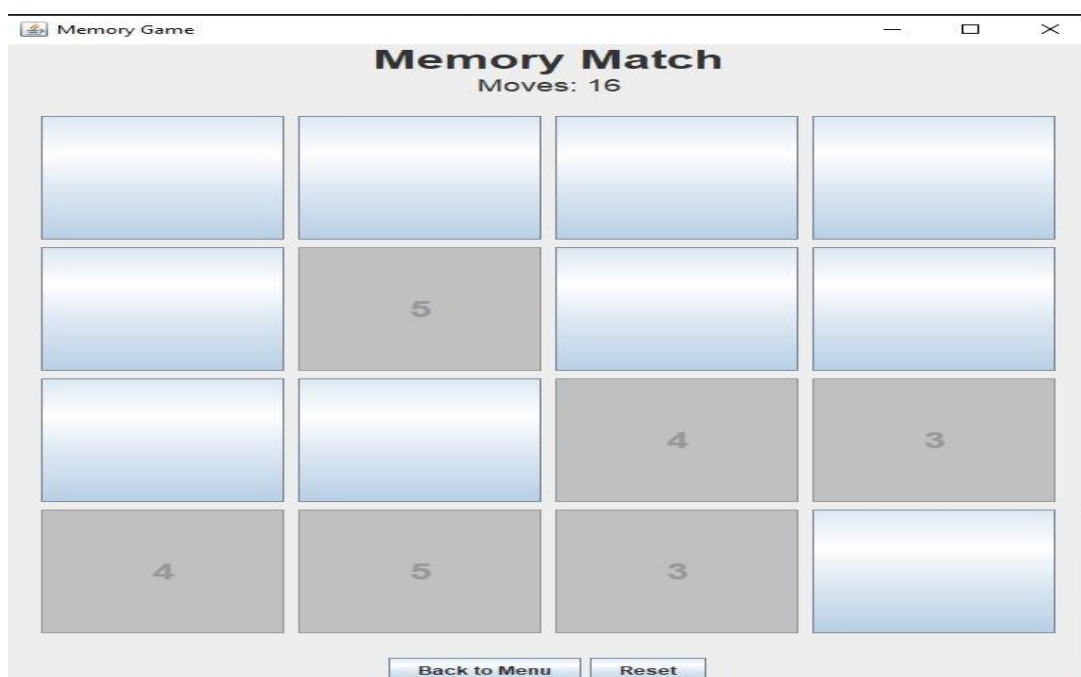 Memory Game
Memory Match
Moves: 16
5
4 3
4 5 3
Back to Menu Reset